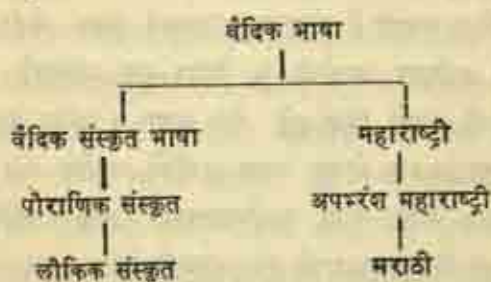 वैदिक भाषा
वैदिक संस्कृत भाषा महाराष्ट्री
पौराणिक संस्कृत अपभ्रंश महाराष्ट्री
लौकिक संस्कृत मराठी